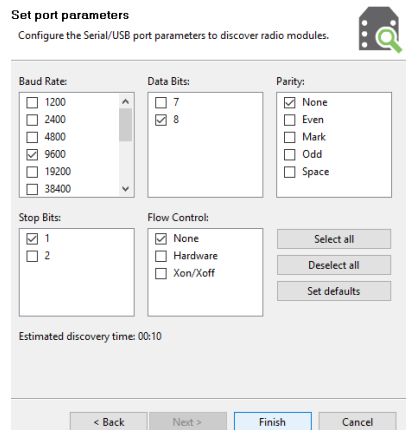 Set port parameters
Configure the Serial/USB port parameters to discover radio modules.
Baud Rate:
1200
2400
4800
9600
19200
38400
Data Bits:
7
8
Parity:
None
Even
Mark
Odd
Space
Stop Bits:
1
2
Flow Control:
None
Hardware
Xon/Xoff
Select all
Deselect all
Set defaults
Estimated discovery time: 00:10
< Back
Next >
Finish
Cancel